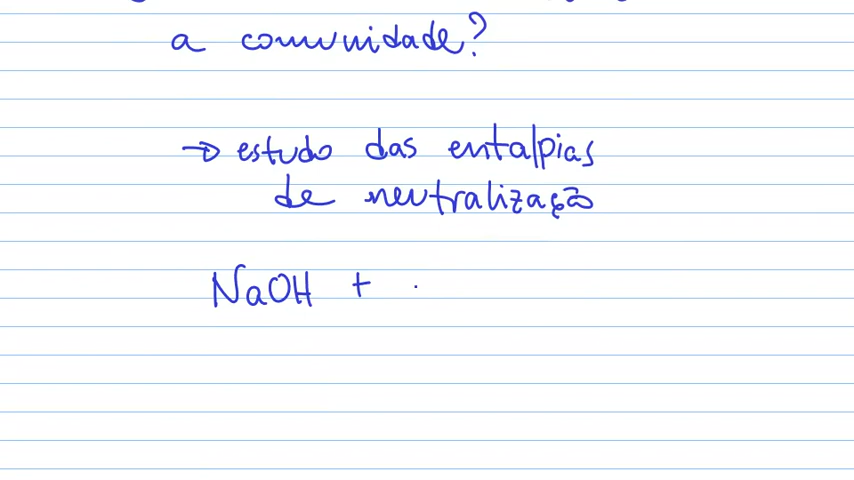 a comunidade?
→ estudo das entalpias
de neutralização
NaOH +